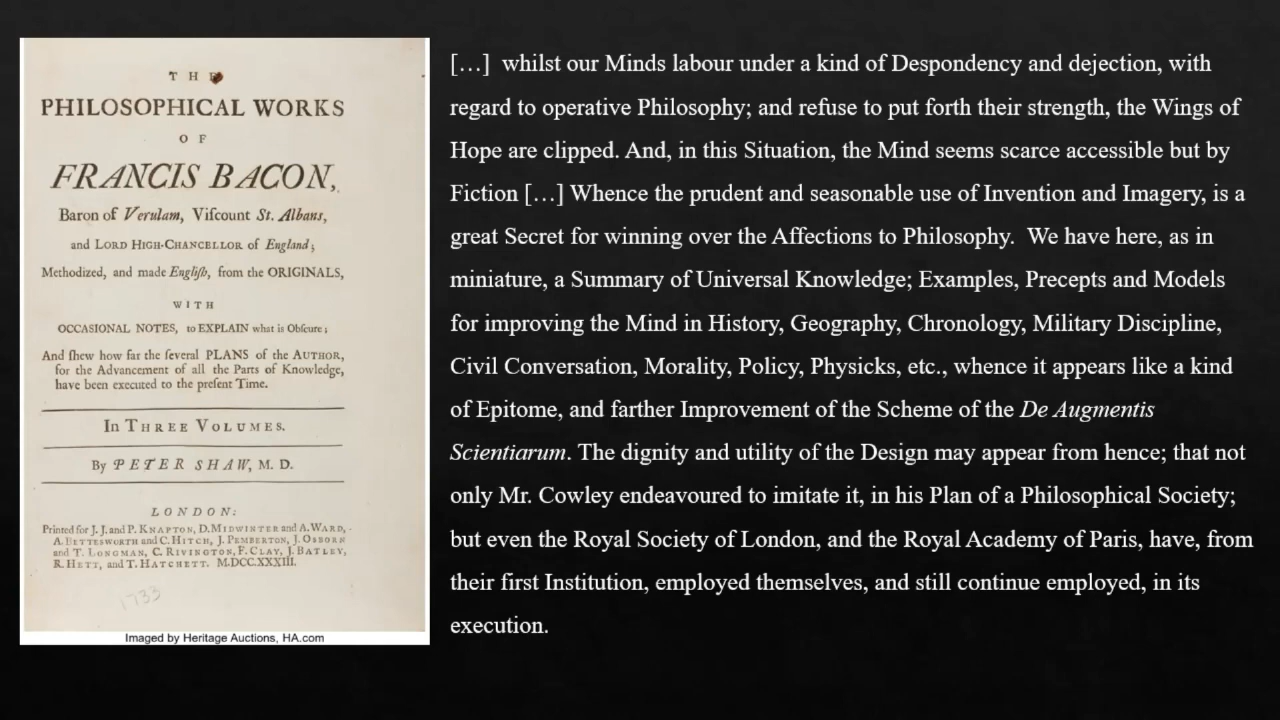 THE
PHILOSOPHICAL WORKS
OF
FRANCIS BACON,
Baron of Verulam, Viſcount St. Albans,
and LORD HIGH-CHANCELLOR of England;
Methodized, and made Engliſh, from the ORIGINALS,
WITH
OCCASIONAL NOTES, to EXPLAIN what is Obſcure;
And ſhew how far the ſeveral PLANS of the AUTHOR,
for the Advancement of all the Parts of Knowledge,
have been executed to the preſent Time.
In THREE VOLUMES.
By PETER SHAW, M. D.
LONDON:
Printed for J. J. and P. KNAPTON, D. MIDWINTER and A. WARD,
A. BETTESWORTH and C. HITCH, J. PEMBERTON, J. OSBORN
and T. LONGMAN, C. RIVINGTON, F. CLAY, J. BATLEY,
R. HETT, and T. HATCHETT. M.DCC.XXXIII.
1733
Imaged by Heritage Auctions, HA.com
[…] whilst our Minds labour under a kind of Despondency and dejection, with
regard to operative Philosophy; and refuse to put forth their strength, the Wings of
Hope are clipped. And, in this Situation, the Mind seems scarce accessible but by
Fiction […] Whence the prudent and seasonable use of Invention and Imagery, is a
great Secret for winning over the Affections to Philosophy. We have here, as in
miniature, a Summary of Universal Knowledge; Examples, Precepts and Models
for improving the Mind in History, Geography, Chronology, Military Discipline,
Civil Conversation, Morality, Policy, Physicks, etc., whence it appears like a kind
of Epitome, and farther Improvement of the Scheme of the De Augmentis
Scientiarum. The dignity and utility of the Design may appear from hence; that not
only Mr. Cowley endeavoured to imitate it, in his Plan of a Philosophical Society;
but even the Royal Society of London, and the Royal Academy of Paris, have, from
their first Institution, employed themselves, and still continue employed, in its
execution.